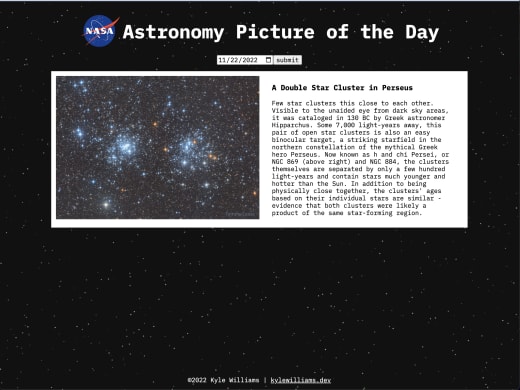 NASA
Astronomy Picture of the Day
11/22/2022 submit
A Double Star Cluster in Perseus
Few star clusters this close to each other.
Visible to the unaided eye from dark sky areas,
it was cataloged in 130 BC by Greek astronomer
Hipparchus. Some 7,000 light-years away, this
pair of open star clusters is also an easy
binocular target, a striking starfield in the
northern constellation of the mythical Greek
hero Perseus. Now known as h and chi Persei, or
NGC 869 (above right) and NGC 884, the clusters
themselves are separated by only a few hundred
light-years and contain stars much younger and
hotter than the Sun. In addition to being
physically close together, the clusters' ages
based on their individual stars are similar -
evidence that both clusters were likely a
product of the same star-forming region.
©2022 Kyle Williams | kylewilliams.dev